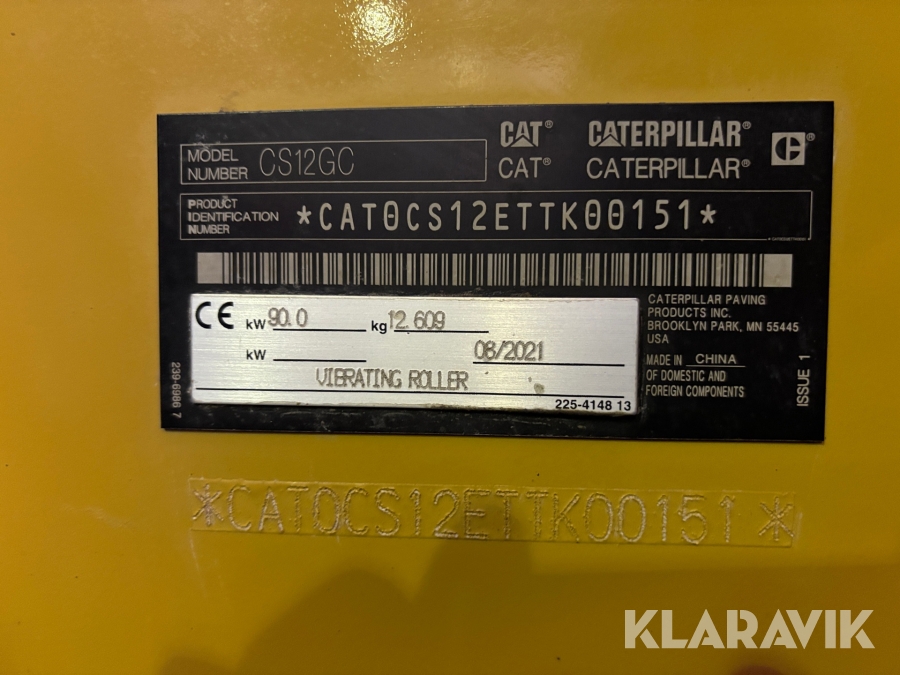 CAT® CATERPILLAR®
CAT® CATERPILLAR®
MODEL NUMBER CS12GC
PRODUCT IDENTIFICATION NUMBER *CAT0CS12ETTK00151*
CE kW 90.0 kg 12 609
kW 08/2021
VIBRATING ROLLER
225-4148 13
CATERPILLAR PAVING
PRODUCTS INC.
BROOKLYN PARK, MN 55445
USA
MADE IN CHINA
OF DOMESTIC AND
FOREIGN COMPONENTS
ISSUE 1
239-6986 7
*CAT0CS12ETTK00151*
KLARAVIK